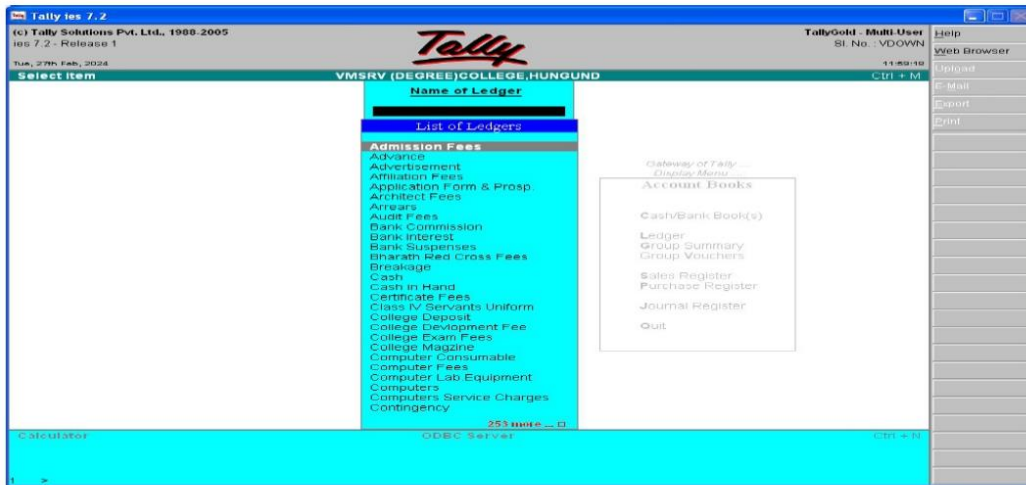 Tally ies 7.2
(c) Tally Solutions Pvt. Ltd., 1988-2005
ies 7.2 - Release 1
Tue, 27th Feb, 2024
Tally
TallyGold - Multi-User
Sl. No. : VDOWN
11:59:19
Select Item VMSRV (DEGREE)COLLEGE,HUNGUND Ctrl + M
Name of Ledger
List of Ledgers
Admission Fees
Advance
Advertisement
Affiliation Fees
Application Form & Prosp.
Architect Fees
Arrears
Audit Fees
Bank Commission
Bank Interest
Bank Suspenses
Bharath Red Cross Fees
Breakage
Cash
Cash in Hand
Certificate Fees
Class IV Servants Uniform
College Deposit
College Devlopment Fee
College Exam Fees
College Magzine
Computer Consumable
Computer Fees
Computer Lab.Equipment
Computers
Computers Service Charges
Contingency
253 more ...
Gateway of Tally ....
Display Menu ....
Account Books
Cash/Bank Book(s)
Ledger
Group Summary
Group Vouchers
Sales Register
Purchase Register
Journal Register
Quit
Help
Web Browser
Upload
E-Mail
Export
Print
Calculator ODBC Server Ctrl + N
1 >